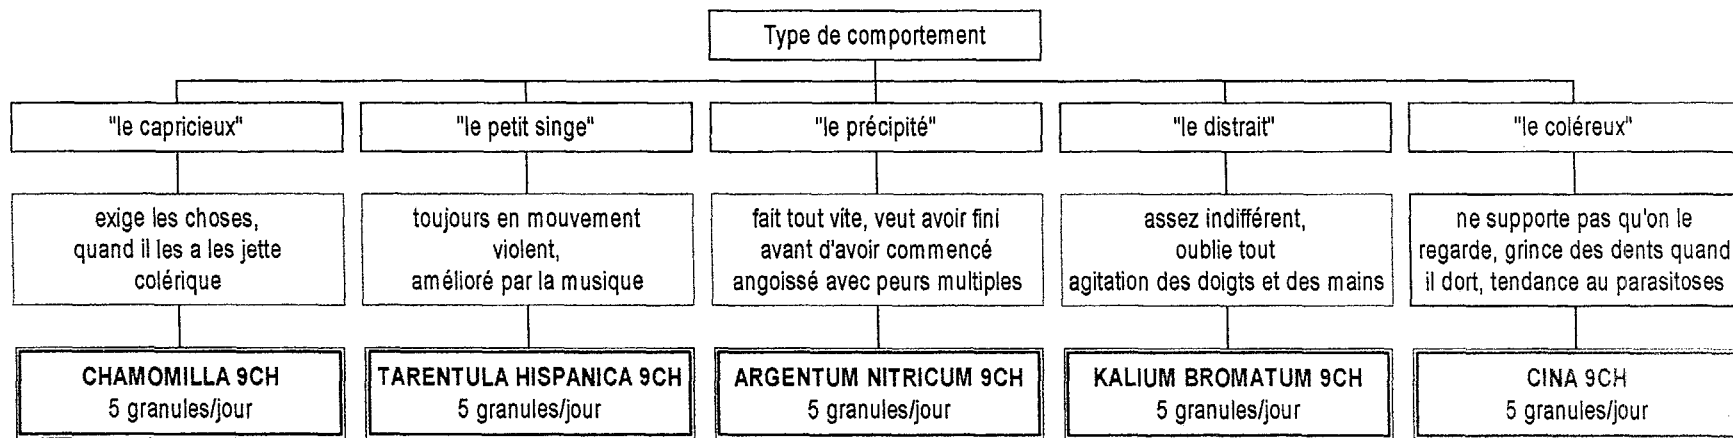 Type de comportement
"le capricieux"
"le petit singe"
"le précipité"
"le distrait"
"le coléreux"
exige les choses,
quand il les a les jette
colérique
toujours en mouvement
violent,
amélioré par la musique
fait tout vite, veut avoir fini
avant d'avoir commencé
angoissé avec peurs multiples
assez indifférent,
oublie tout
agitation des doigts et des mains
ne supporte pas qu'on le
regarde, grince des dents quand
il dort, tendance au parasitoses
CHAMOMILLA 9CH
5 granules/jour
TARENTULA HISPANICA 9CH
5 granules/jour
ARGENTUM NITRICUM 9CH
5 granules/jour
KALIUM BROMATUM 9CH
5 granules/jour
CINA 9CH
5 granules/jour